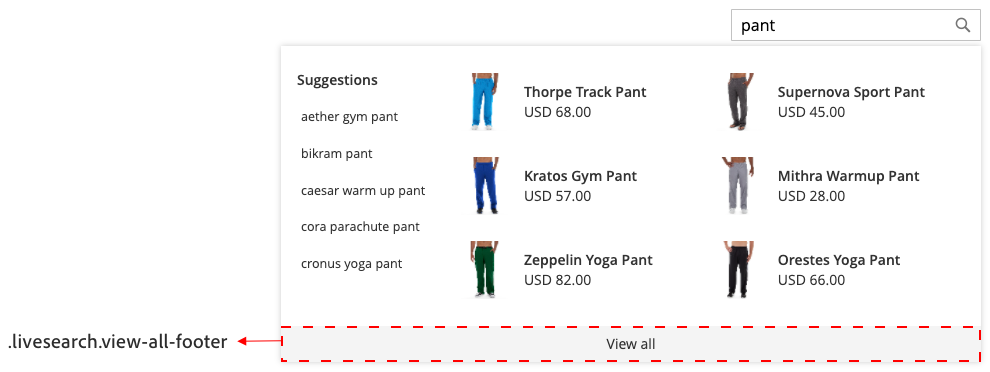 pant
Suggestions
aether gym pant
bikram pant
caesar warm up pant
cora parachute pant
cronus yoga pant
Thorpe Track Pant
USD 68.00
Supernova Sport Pant
USD 45.00
Kratos Gym Pant
USD 57.00
Mithra Warmup Pant
USD 28.00
Zeppelin Yoga Pant
USD 82.00
Orestes Yoga Pant
USD 66.00
.livesearch.view-all-footer
View all